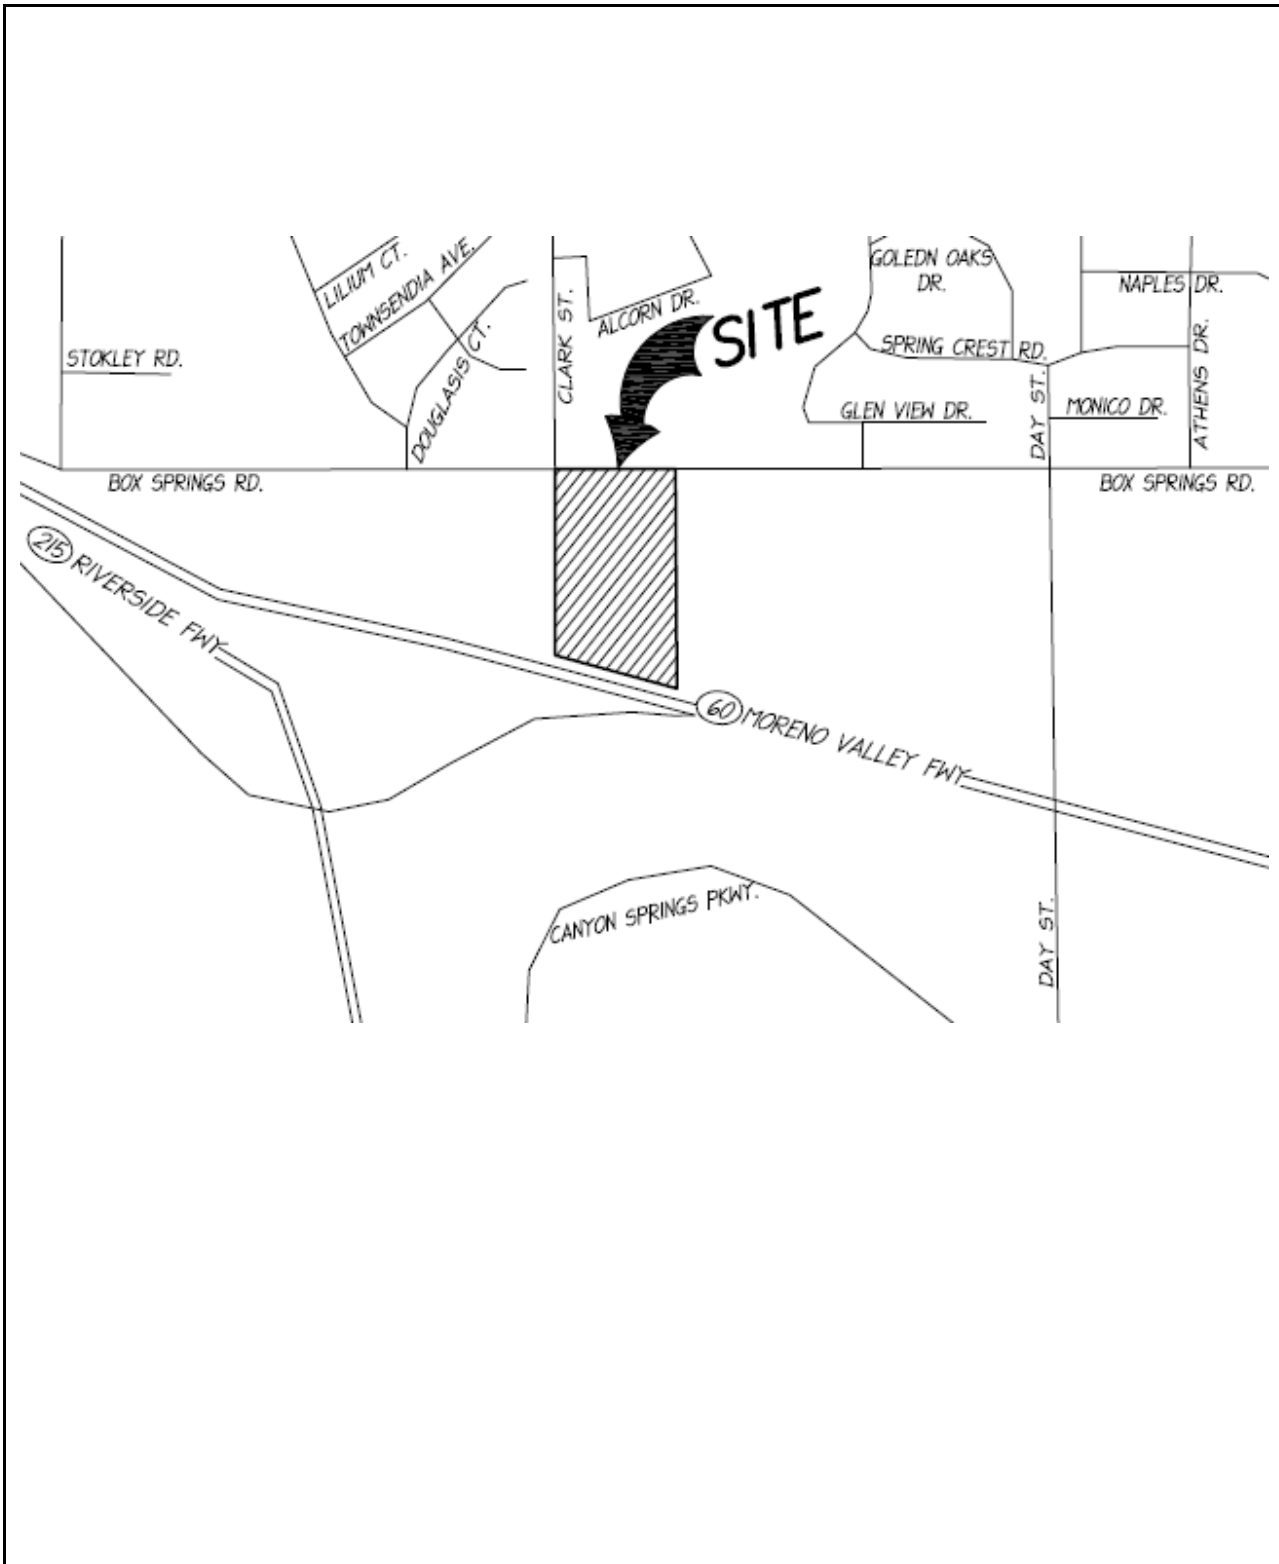 LILIUM CT.
TOWNSENDIA AVE.
DOUGLASIS CT.
STOKLEY RD.
CLARK ST.
ALCORN DR.
SITE
GOLEDN OAKS
DR.
SPRING CREST RD.
GLEN VIEW DR.
DAY ST.
MONICO DR.
NAPLES DR.
ATHENS DR.
BOX SPRINGS RD.
BOX SPRINGS RD.
215 RIVERSIDE FWY
60 MORENO VALLEY FWY
CANYON SPRINGS PKWY.
DAY ST.